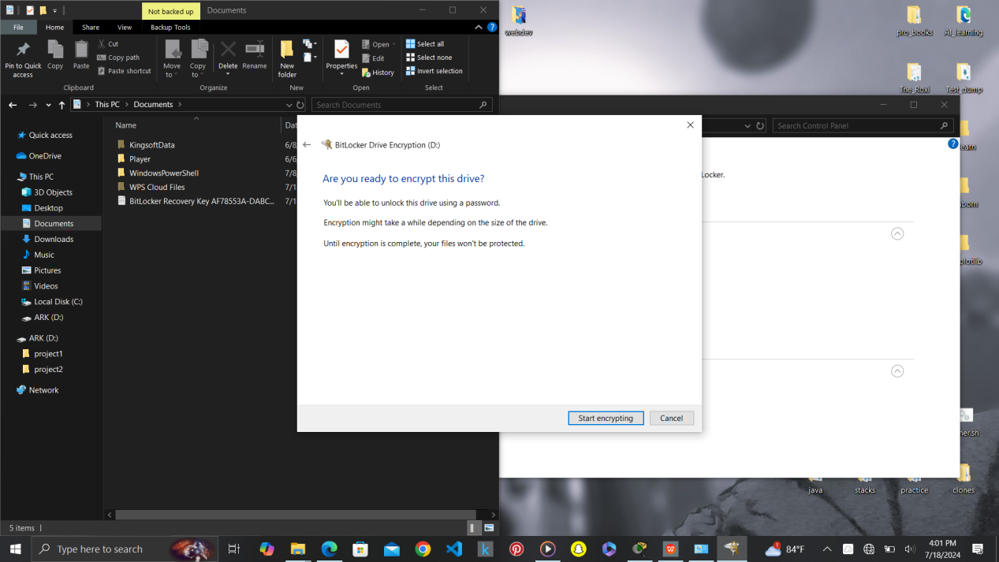 Not backed up
Documents
File
Home
Share
View
Backup Tools
Pin to Quick access
Copy
Paste
Cut
Copy path
Paste shortcut
Move to
Copy to
Delete
Rename
New folder
Properties
Open
Edit
History
Select all
Select none
Invert selection
Clipboard
Organize
New
Open
Select
This PC
Documents
Search Documents
Quick access
OneDrive
This PC
3D Objects
Desktop
Documents
Downloads
Music
Pictures
Videos
Local Disk (C:)
ARK (D:)
ARK (D:)
project1
project2
Network
Name
Dat
KingsoftData
6/8,
Player
6/6,
WindowsPowerShell
7/8,
WPS Cloud Files
7/1
BitLocker Recovery Key AF78553A-DABC...
7/1
5 items
BitLocker Drive Encryption (D:)
Are you ready to encrypt this drive?
You'll be able to unlock this drive using a password.
Encryption might take a while depending on the size of the drive.
Until encryption is complete, your files won't be protected.
Start encrypting
Cancel
Search Control Panel
Locker.
webdev
pro_books
AI_learning
The_Roxi
Test_dump
earn
java
stacks
practice
clones
Type here to search
84°F
4:01 PM
7/18/2024